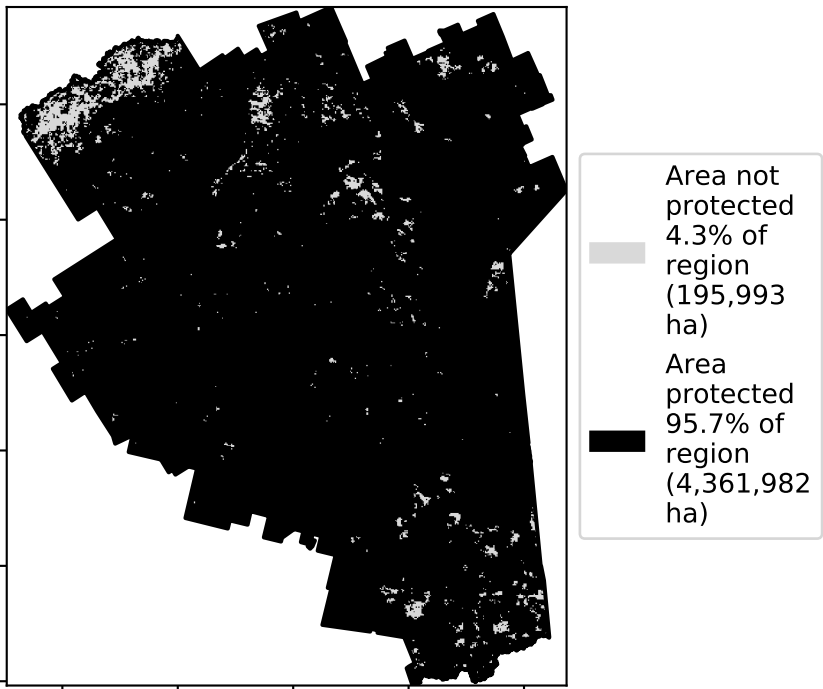 Area not
protected
4.3% of
region
(195,993
ha)
Area
protected
95.7% of
region
(4,361,982
ha)